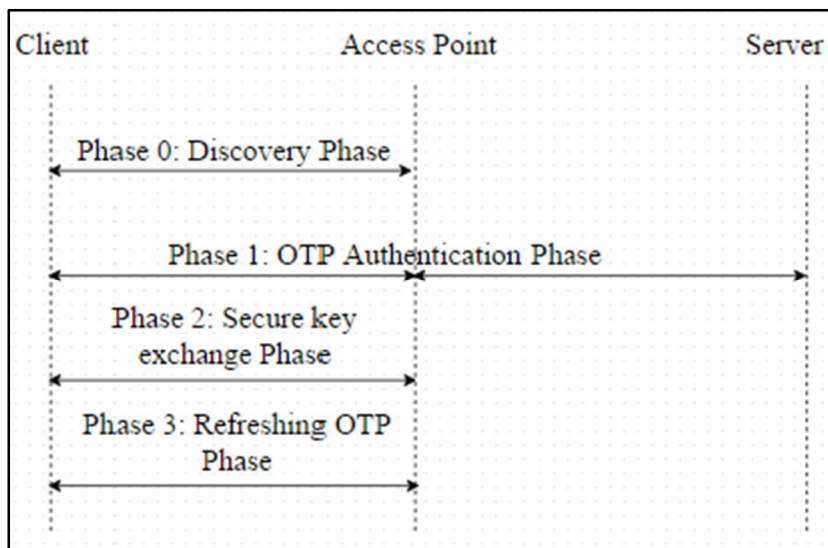 Client Access Point Server
Phase 0: Discovery Phase
Phase 1: OTP Authentication Phase
Phase 2: Secure key
exchange Phase
Phase 3: Refreshing OTP
Phase